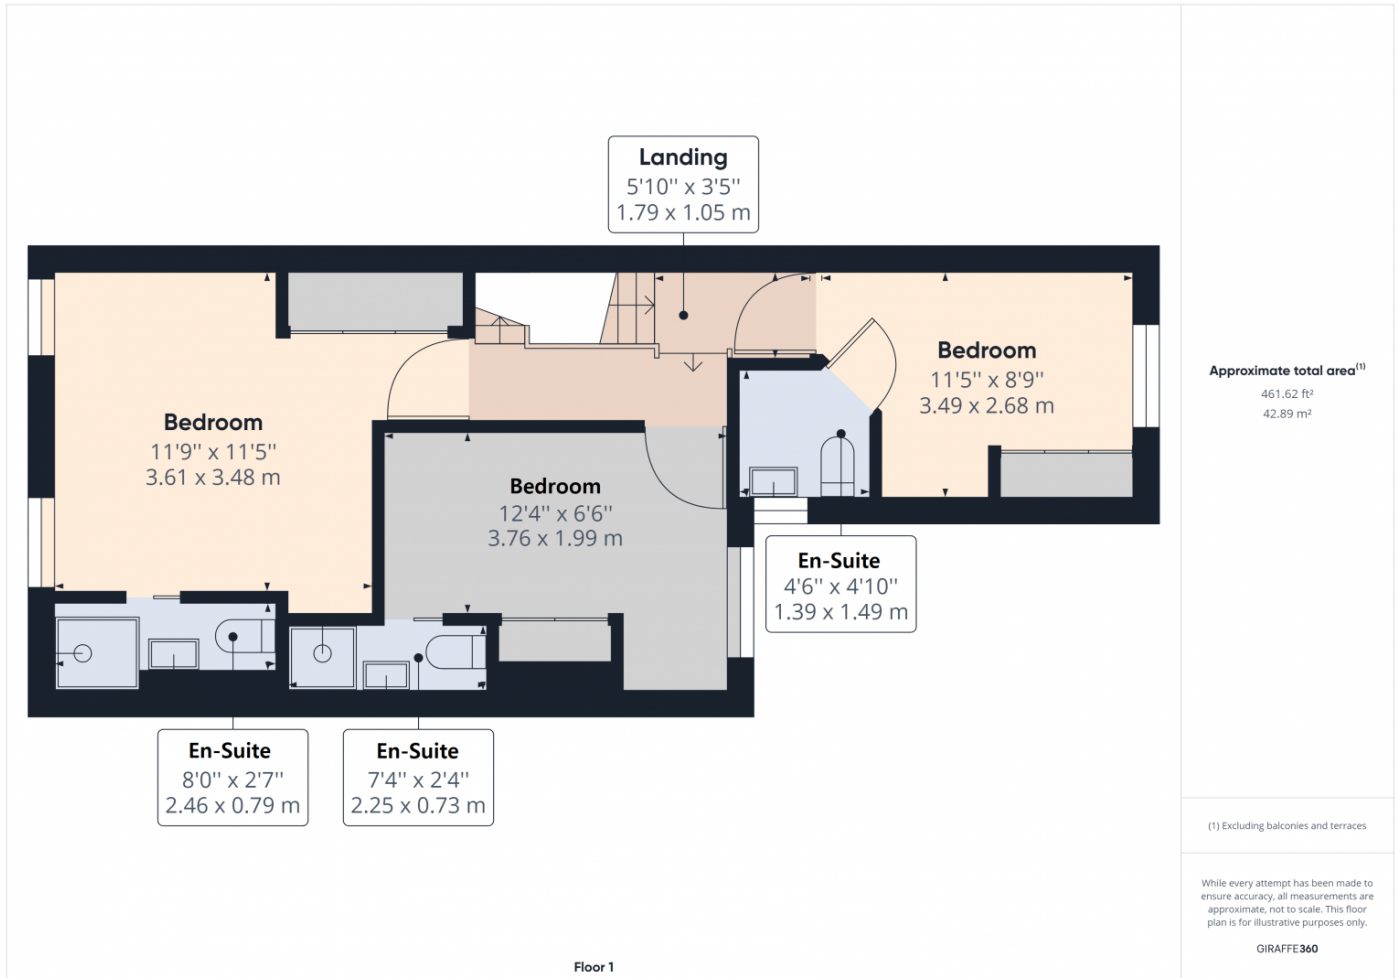 Landing
5'10'' x 3'5''
1.79 x 1.05 m
Bedroom
11'5'' x 8'9''
3.49 x 2.68 m
Bedroom
11'9'' x 11'5''
3.61 x 3.48 m
Bedroom
12'4'' x 6'6''
3.76 x 1.99 m
En-Suite
4'6'' x 4'10''
1.39 x 1.49 m
En-Suite
8'0'' x 2'7''
2.46 x 0.79 m
En-Suite
7'4'' x 2'4''
2.25 x 0.73 m
Floor 1
Approximate total area(1)
461.62 ft²
42.89 m²
(1) Excluding balconies and terraces
While every attempt has been made to
ensure accuracy, all measurements are
approximate, not to scale. This floor
plan is for illustrative purposes only.
GIRAFFE360